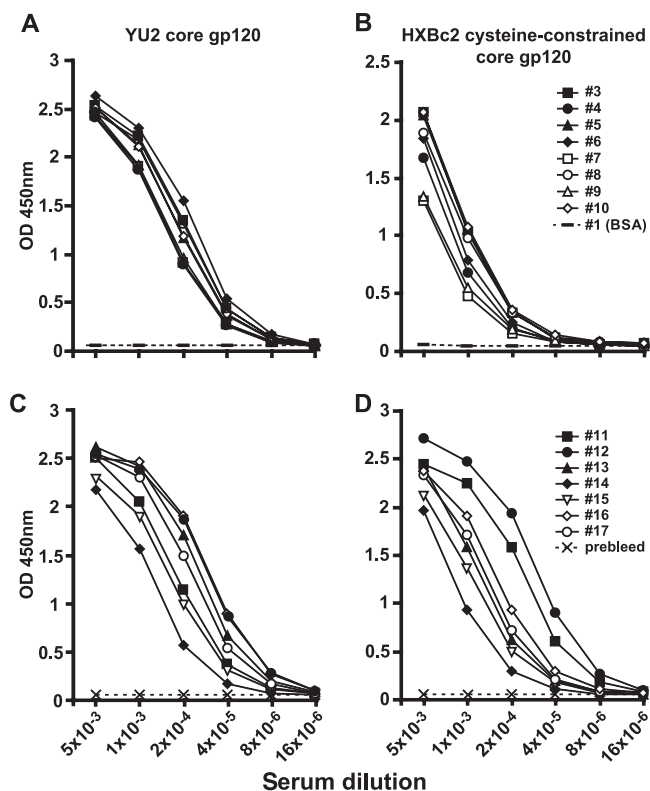 A
YU2 core gp120
B
HXBc2 cysteine-constrained
core gp120
OD 450nm
3
2.5
2
1.5
1
0.5
0
2.5
2
1.5
1
0.5
0
#3
#4
#5
#6
#7
#8
#9
#10
#1 (BSA)
C
D
OD 450nm
3
2.5
2
1.5
1
0.5
0
3
2.5
2
1.5
1
0.5
0
#11
#12
#13
#14
#15
#16
#17
prebleed
5x10-3
1x10-3
2x10-4
4x10-5
8x10-6
16x10-6
5x10-3
1x10-3
2x10-4
4x10-5
8x10-6
16x10-6
Serum dilution